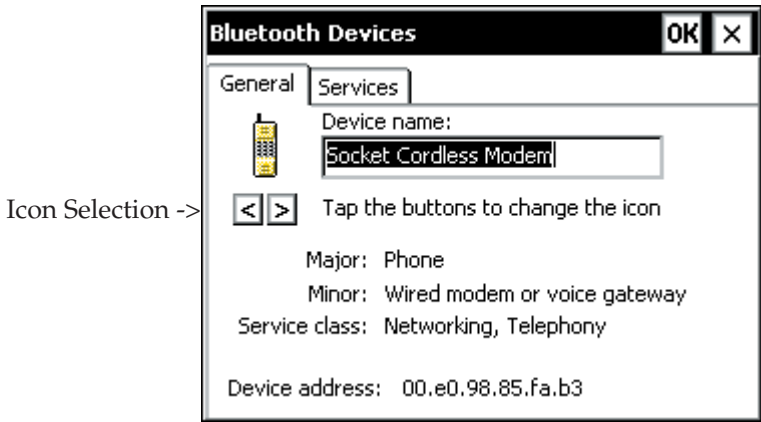 Bluetooth Devices OK ×
General Services
Device name:
Socket Cordless Modem
Icon Selection -> < > Tap the buttons to change the icon
Major: Phone
Minor: Wired modem or voice gateway
Service class: Networking, Telephony
Device address: 00.e0.98.85.fa.b3